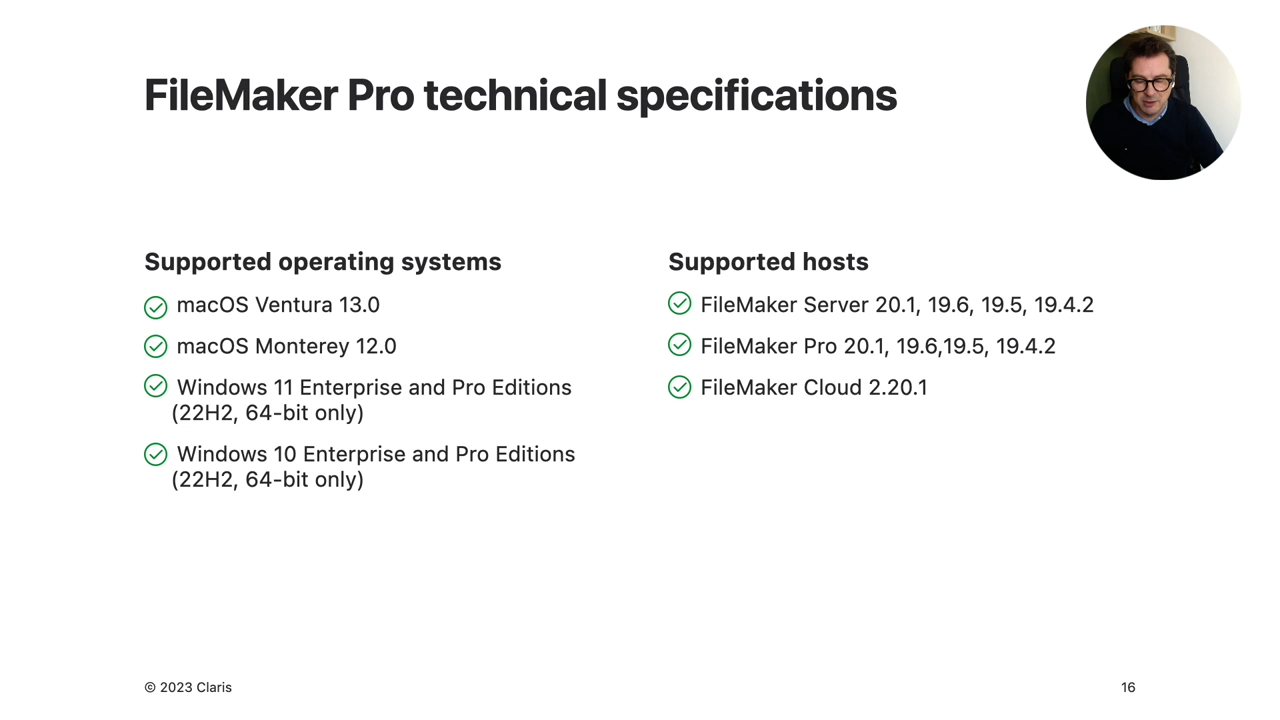 FileMaker Pro technical specifications
Supported operating systems
macOS Ventura 13.0
macOS Monterey 12.0
Windows 11 Enterprise and Pro Editions
(22H2, 64-bit only)
Windows 10 Enterprise and Pro Editions
(22H2, 64-bit only)
Supported hosts
FileMaker Server 20.1, 19.6, 19.5, 19.4.2
FileMaker Pro 20.1, 19.6,19.5, 19.4.2
FileMaker Cloud 2.20.1
© 2023 Claris
16